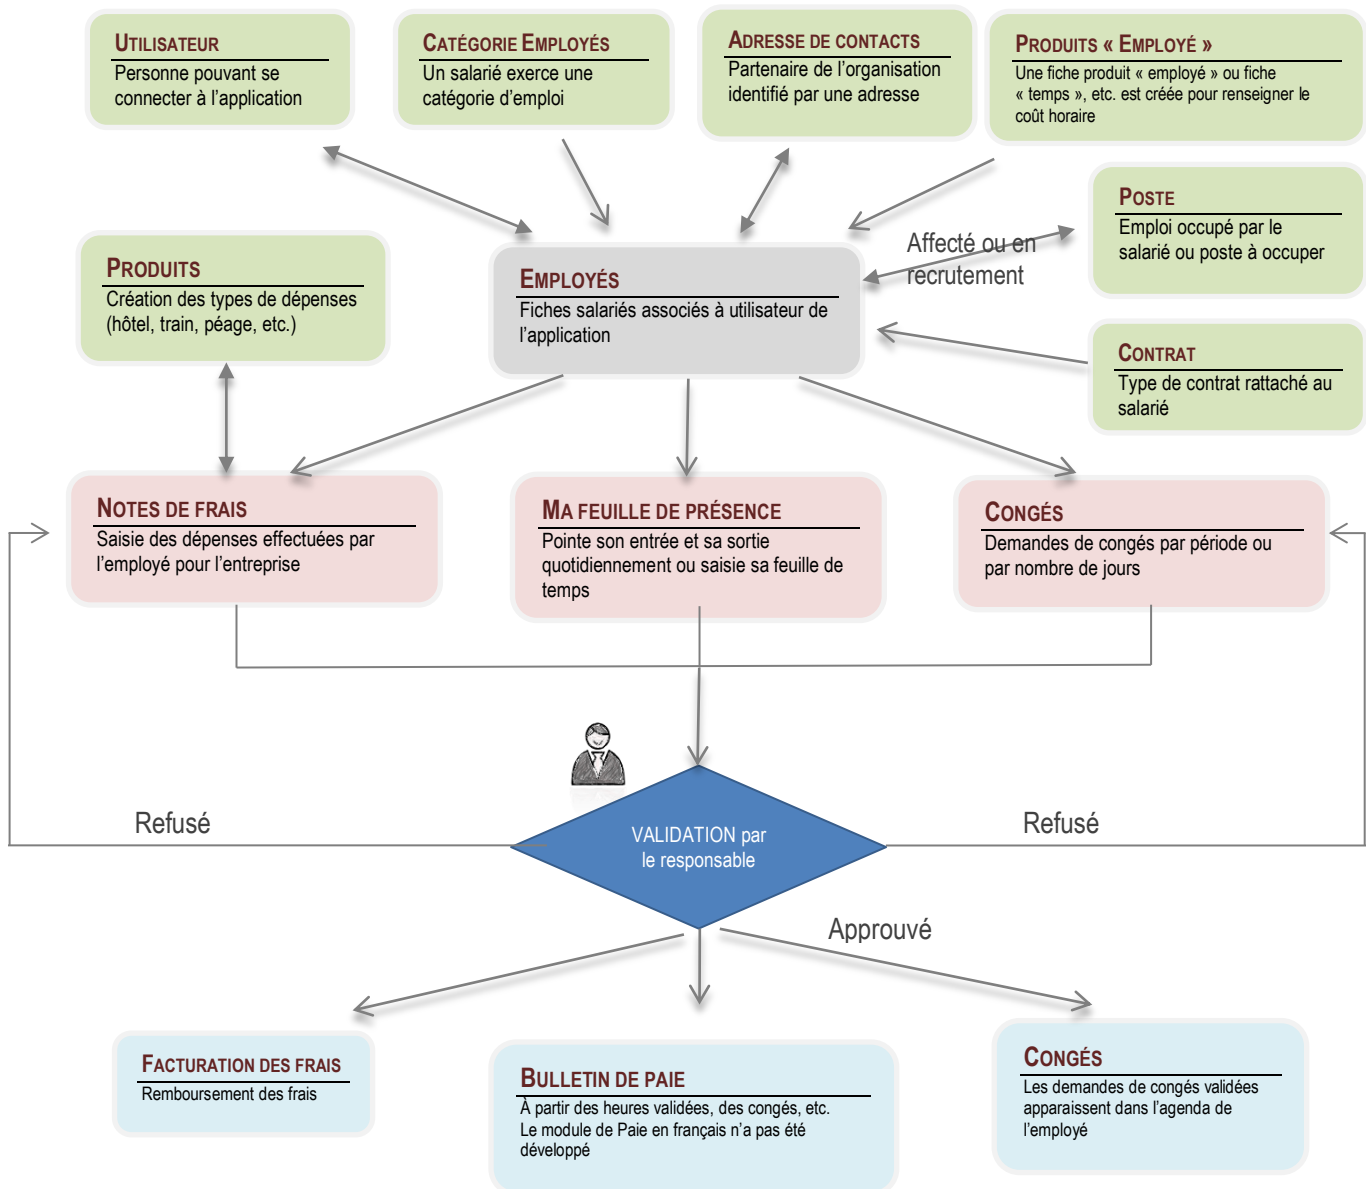 UTILISATEUR
Personne pouvant se
connecter à l'application
CATÉGORIE EMPLOYÉS
Un salarié exerce une
catégorie d'emploi
ADRESSE DE CONTACTS
Partenaire de l'organisation
identifié par une adresse
PRODUITS « EMPLOYÉ »
Une fiche produit « employé » ou fiche
« temps », etc. est créée pour renseigner le
coût horaire
POSTE
Emploi occupé par le
salarié ou poste à occuper
Affecté ou en
recrutement
PRODUITS
Création des types de dépenses
(hôtel, train, péage, etc.)
EMPLOYÉS
Fiches salariés associés à utilisateur de
l'application
CONTRAT
Type de contrat rattaché au
salarié
NOTES DE FRAIS
Saisie des dépenses effectuées par
l'employé pour l'entreprise
MA FEUILLE DE PRÉSENCE
Pointe son entrée et sa sortie
quotidiennement ou saisie sa feuille de
temps
CONGÉS
Demandes de congés par période ou
par nombre de jours
Refusé
VALIDATION par
le responsable
Refusé
Approuvé
FACTURATION DES FRAIS
Remboursement des frais
BULLETIN DE PAIE
À partir des heures validées, des congés, etc.
Le module de Paie en français n'a pas été
développé
CONGÉS
Les demandes de congés validées
apparaissent dans l'agenda de
l'employé